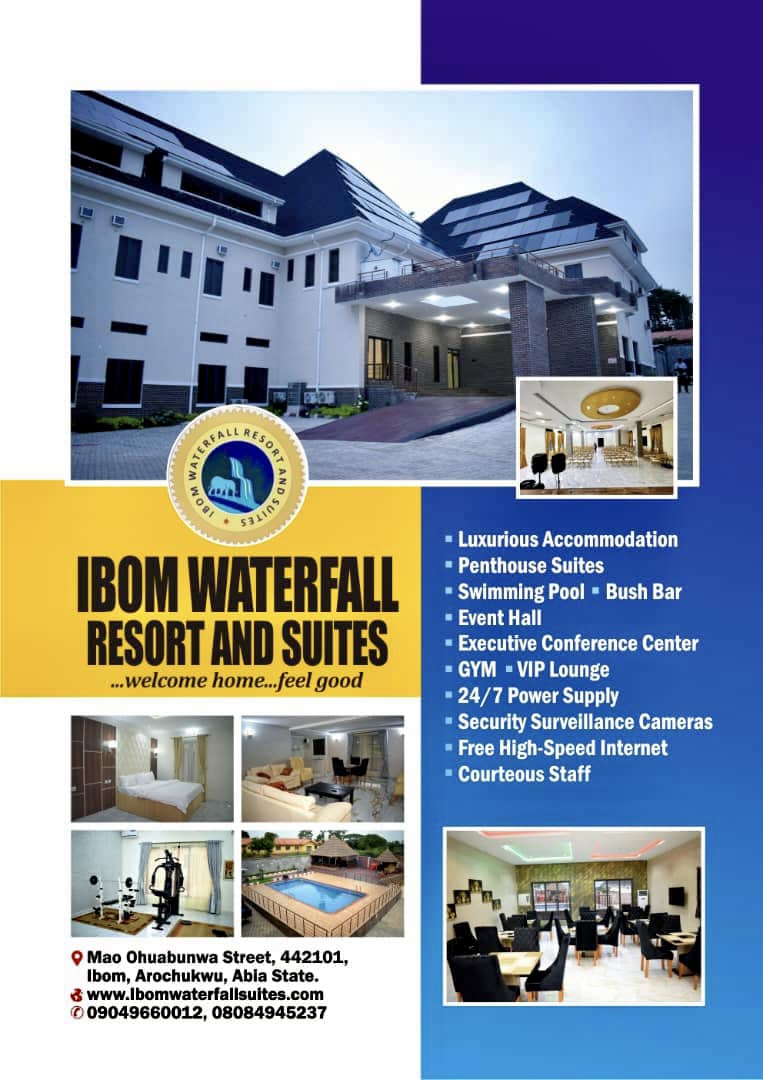 IBOM WATERFALL RESORT AND SUITES
IBOM WATERFALL
RESORT AND SUITES
...welcome home...feel good
▪ Luxurious Accommodation
▪ Penthouse Suites
▪ Swimming Pool ▪ Bush Bar
▪ Event Hall
▪ Executive Conference Center
▪ GYM ▪ VIP Lounge
▪ 24/7 Power Supply
▪ Security Surveillance Cameras
▪ Free High-Speed Internet
▪ Courteous Staff
Mao Ohuabunwa Street, 442101,
Ibom, Arochukwu, Abia State.
www.Ibomwaterfallsuites.com
09049660012, 08084945237